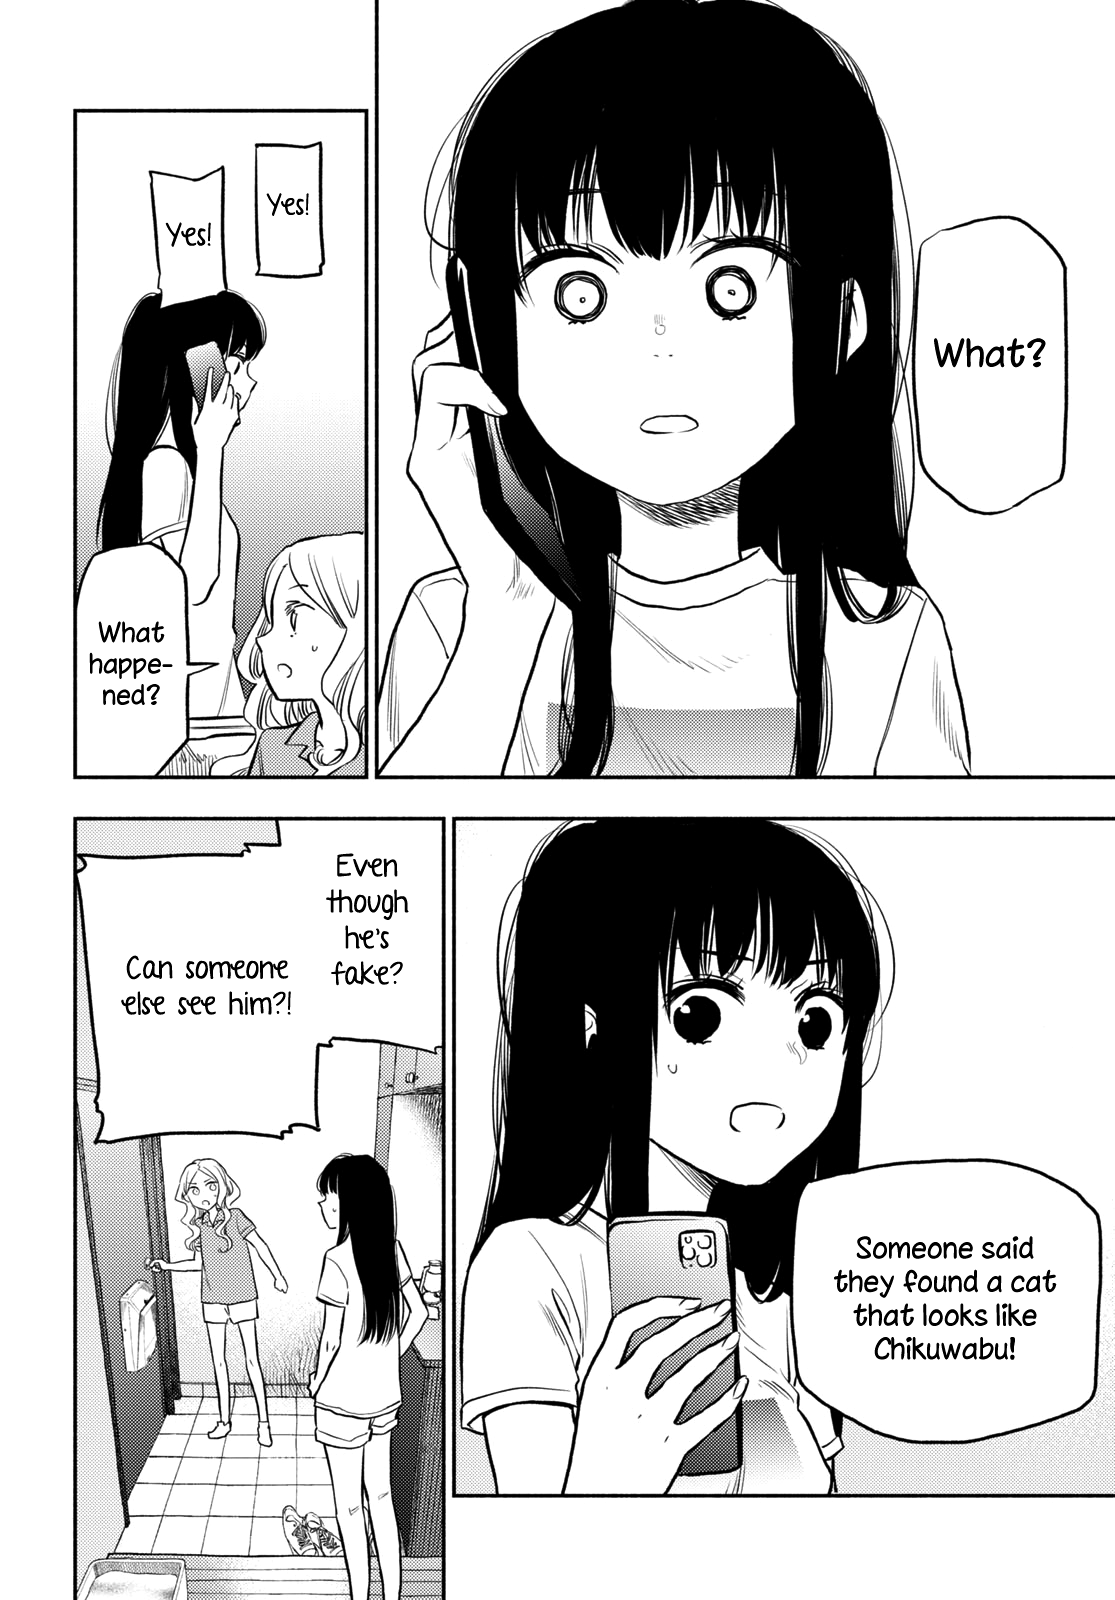 What?
Yes!
Yes!
What
happe-
ned?
Someone said
they found a cat
that looks like
Chikuwabu!
Even
though
he's
fake?
Can someone
else see him?!